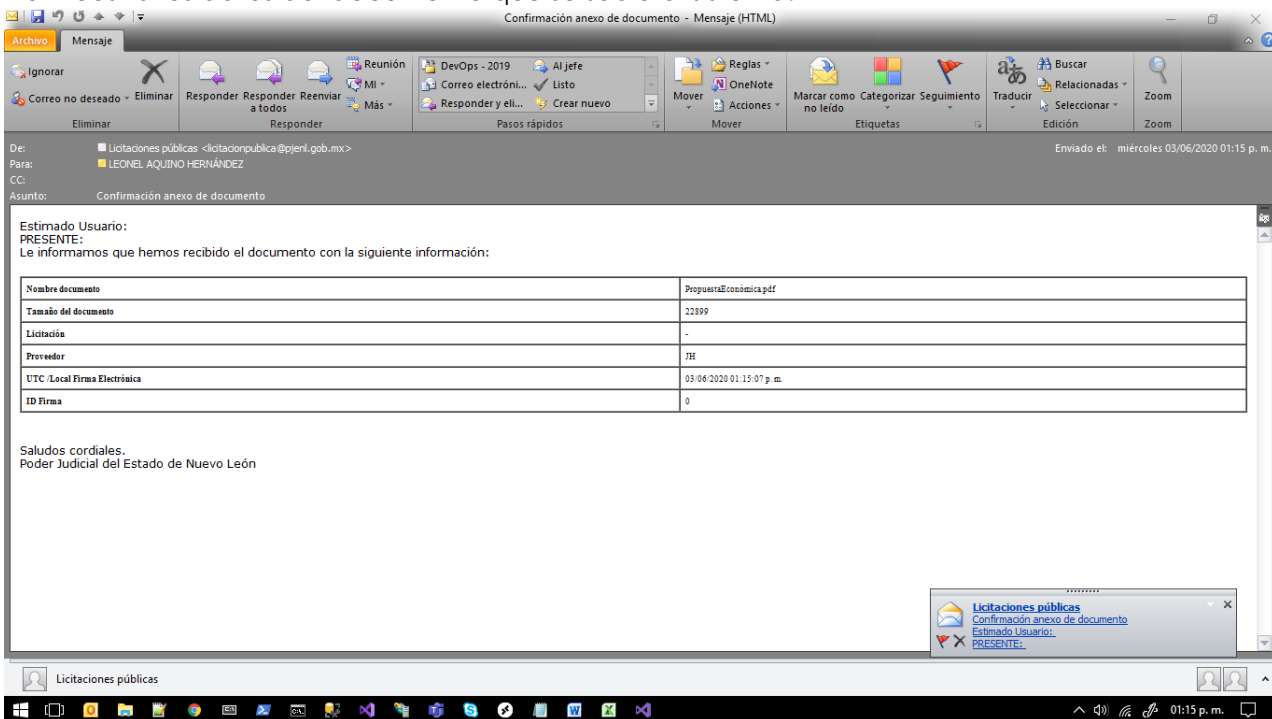 Confirmación anexo de documento - Mensaje (HTML)
Archivo Mensaje
Ignorar
Correo no deseado
Eliminar
Responder Responder a todos Reenviar
Reunión
MI
Más
DevOps - 2019 Al jefe
Correo electróni... Listo
Responder y eli... Crear nuevo
Mover
Reglas
OneNote
Acciones
Marcar como no leído Categorizar Seguimiento
Traducir
Buscar
Relacionadas
Seleccionar
Zoom
Eliminar Responder Pasos rápidos Mover Etiquetas Edición Zoom
De: Licitaciones públicas <licitacionpublica@pjenl.gob.mx> Enviado el: miércoles 03/06/2020 01:15 p. m.
Para: LEONEL AQUINO HERNÁNDEZ
CC:
Asunto: Confirmación anexo de documento
Estimado Usuario:
PRESENTE:
Le informamos que hemos recibido el documento con la siguiente información:
Nombre documento PropuestaEconómica.pdf
Tamaño del documento 22899
Licitación -
Proveedor JH
UTC /Local Firma Electrónica 03/06/2020 01:15:07 p. m.
ID Firma 0
Saludos cordiales.
Poder Judicial del Estado de Nuevo León
Licitaciones públicas
Confirmación anexo de documento
Estimado Usuario:
PRESENTE:
Licitaciones públicas
01:15 p. m.